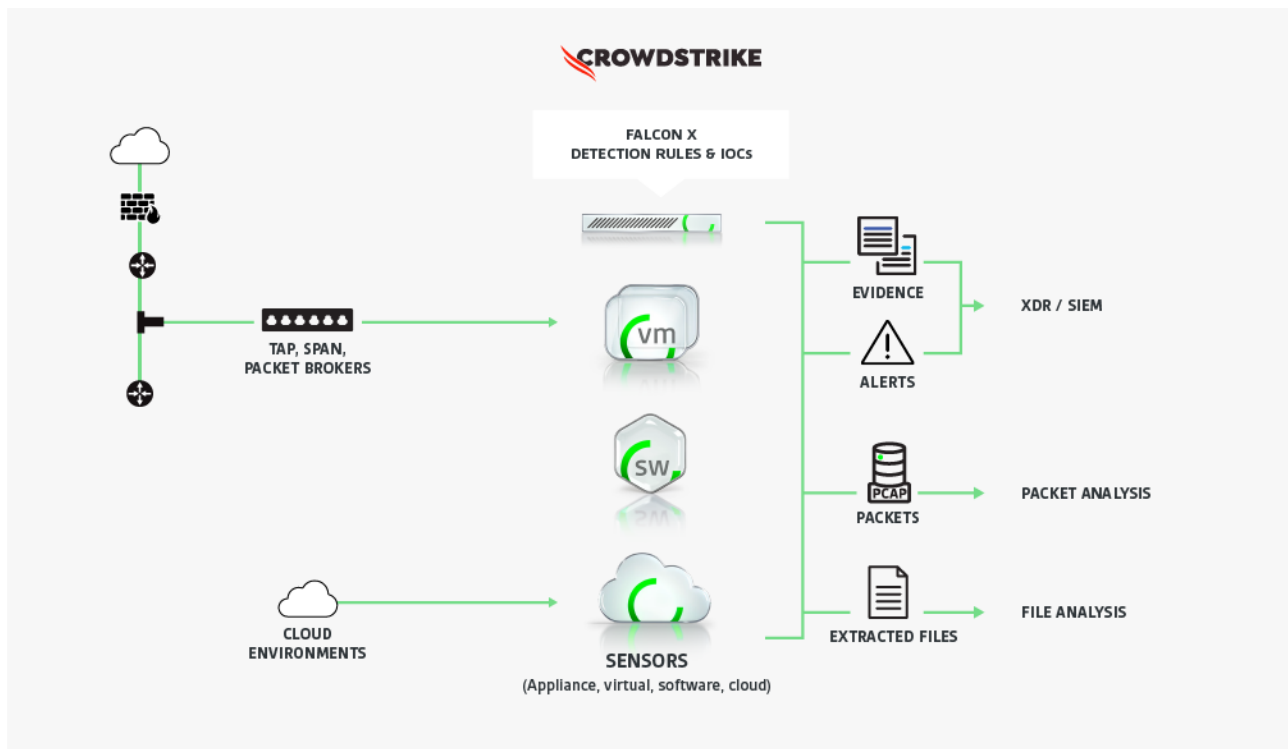 CROWDSTRIKE
FALCON X
DETECTION RULES & IOCs
TAP, SPAN,
PACKET BROKERS
vm
sw
CLOUD
ENVIRONMENTS
SENSORS
(Appliance, virtual, software, cloud)
EVIDENCE
ALERTS
XDR / SIEM
PCAP
PACKETS
PACKET ANALYSIS
EXTRACTED FILES
FILE ANALYSIS